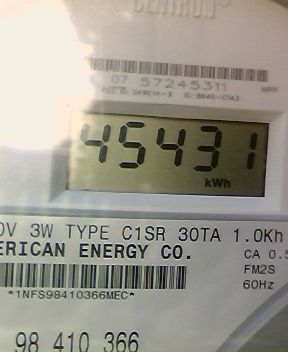 CENTRON
07 57245311
45431
kWh
0V 3W TYPE C1SR 30TA 1.0Kh
ERICAN ENERGY CO.
CA 0.5
FM2S
60Hz
*1NFS98410366MEC*
98 410 366